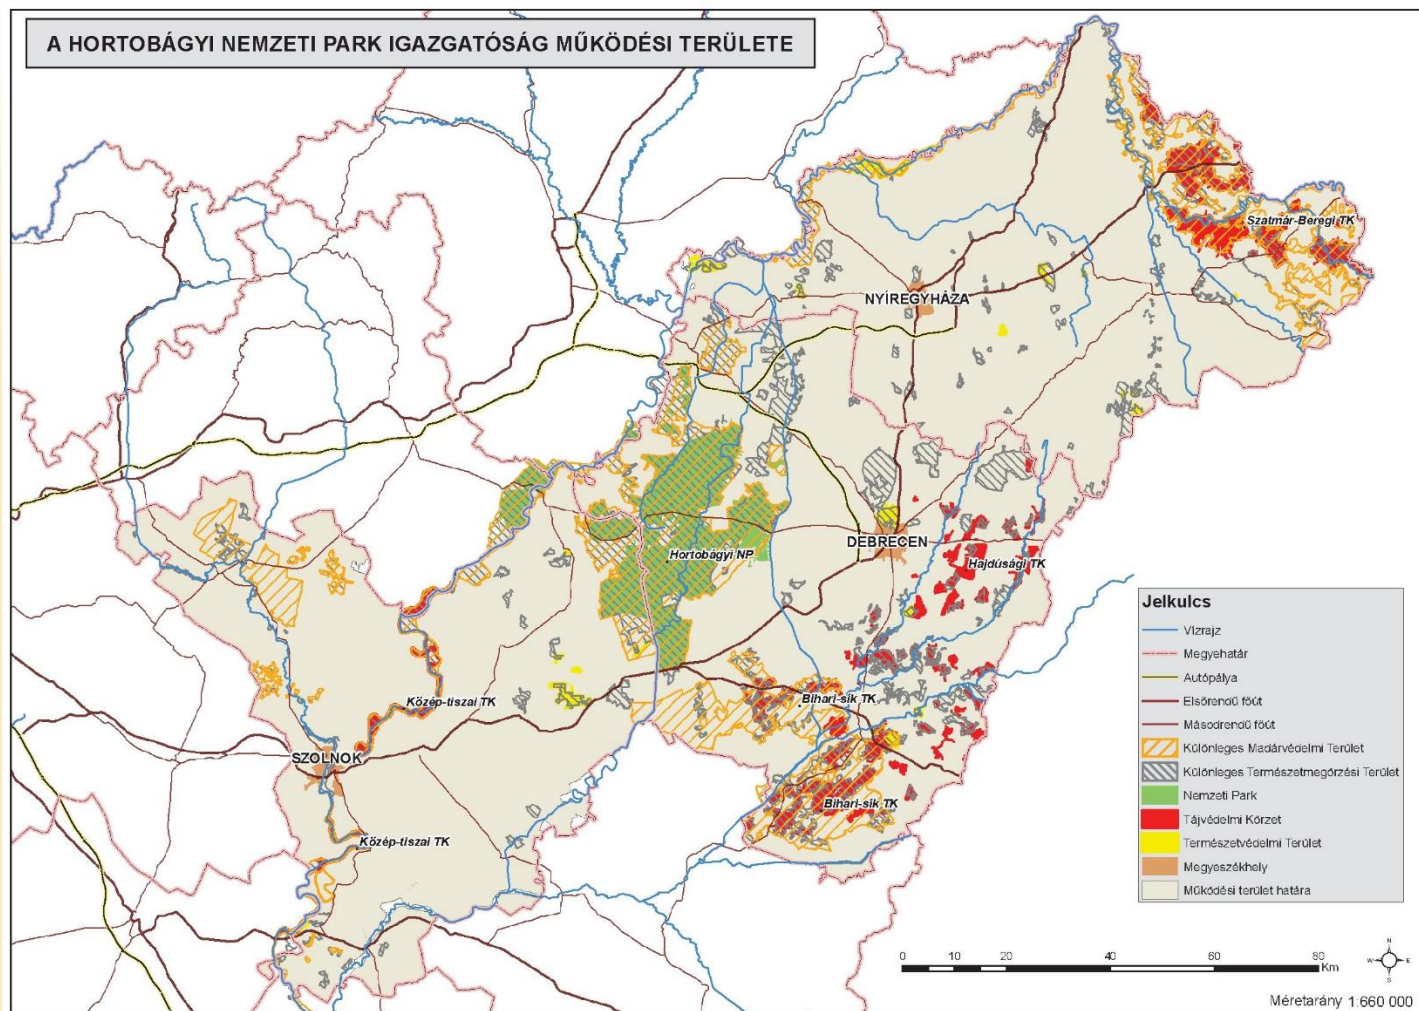 A HORTOBÁGYI NEMZETI PARK IGAZGATÓSÁG MŰKÖDÉSI TERÜLETE
Szatmár-Beregi TK
NYÍREGYHÁZA
DEBRECEN
Hortobágyi NP
Hajdúsági TK
Közép-tiszai TK
Bihari-sík TK
SZOLNOK
Bihari-sík TK
Közép-tiszai TK
Jelkulcs
Vízrajz
Megyehatár
Autópálya
Elsőrendű főút
Másodrendű főút
Különleges Madárvédelmi Terület
Különleges Természetmegőrzési Terület
Nemzeti Park
Tájvédelmi Körzet
Természetvédelmi Terület
Megyeszékhely
Működési terület határa
0 10 20 40 60 80
Km
N
W E
S
Méretarány 1:660 000